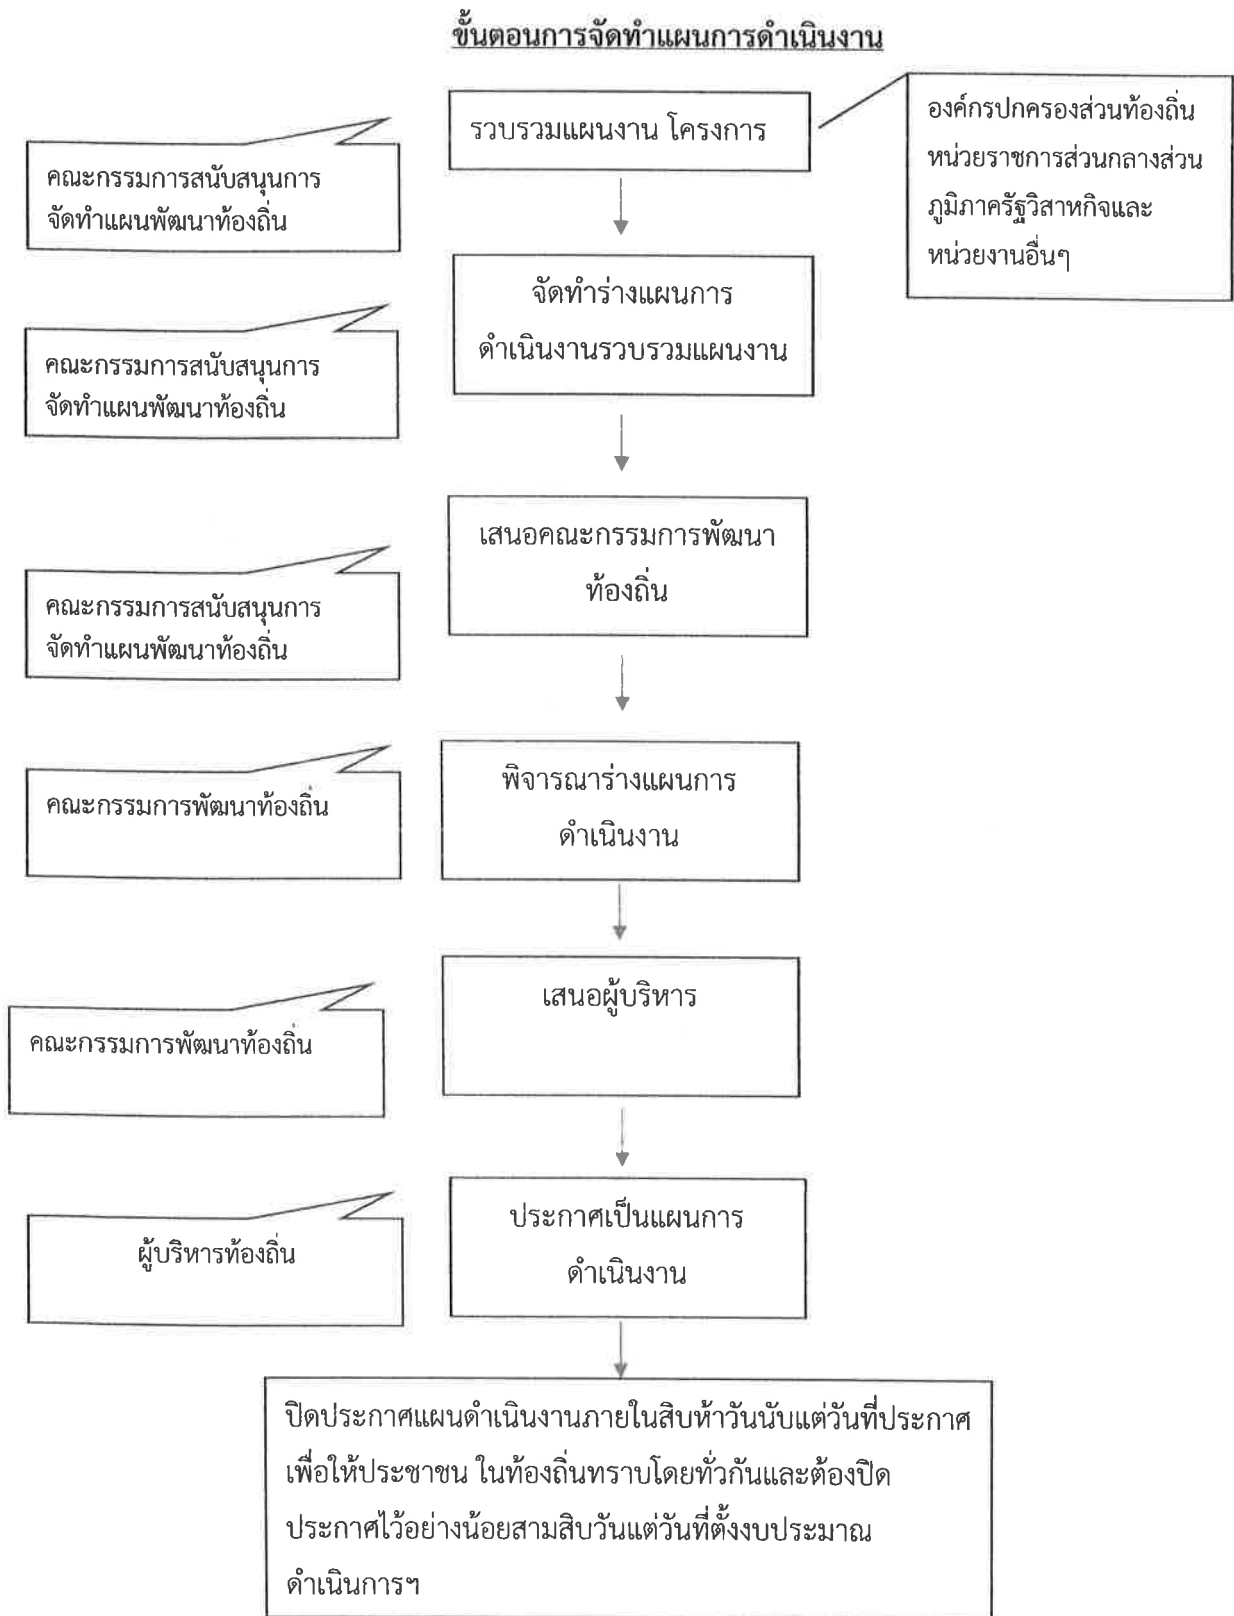 ขั้นตอนการจัดทำแผนการดำเนินงาน
รวบรวมแผนงาน โครงการ
องค์กรปกครองส่วนท้องถิ่น
หน่วยราชการส่วนกลางส่วน
ภูมิภาครัฐวิสาหกิจและ
หน่วยงานอื่นๆ
คณะกรรมการสนับสนุนการ
จัดทำแผนพัฒนาท้องถิ่น
จัดทำร่างแผนการ
ดำเนินงานรวบรวมแผนงาน
คณะกรรมการสนับสนุนการ
จัดทำแผนพัฒนาท้องถิ่น
เสนอคณะกรรมการพัฒนา
ท้องถิ่น
คณะกรรมการสนับสนุนการ
จัดทำแผนพัฒนาท้องถิ่น
พิจารณาร่างแผนการ
ดำเนินงาน
คณะกรรมการพัฒนาท้องถิ่น
เสนอผู้บริหาร
คณะกรรมการพัฒนาท้องถิ่น
ประกาศเป็นแผนการ
ดำเนินงาน
ผู้บริหารท้องถิ่น
ปิดประกาศแผนดำเนินงานภายในสิบห้าวันนับแต่วันที่ประกาศ
เพื่อให้ประชาชน ในท้องถิ่นทราบโดยทั่วกันและต้องปิด
ประกาศไว้อย่างน้อยสามสิบวันแต่วันที่ตั้งงบประมาณ
ดำเนินการฯ